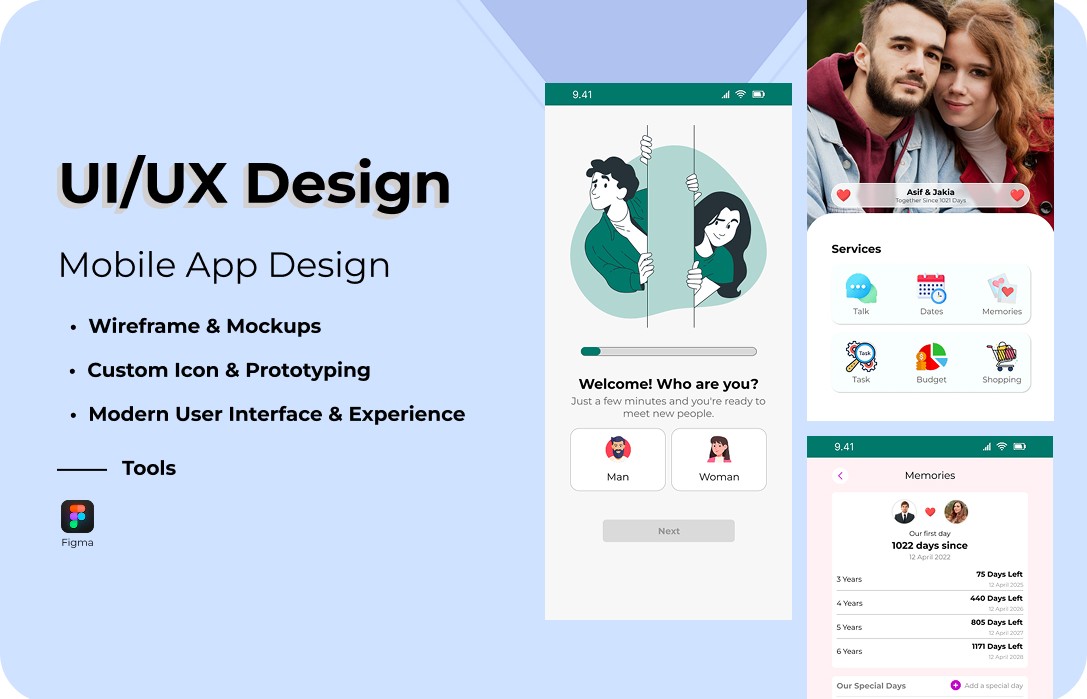 UI/UX Design
Mobile App Design
• Wireframe & Mockups
• Custom Icon & Prototyping
• Modern User Interface & Experience
Tools
Figma
9.41
Welcome! Who are you?
Just a few minutes and you're ready to
meet new people.
Man
Woman
Next
Asif & Jakia
Together Since 1021 Days
Services
Talk
Dates
Memories
Task
Task
Budget
Shopping
9.41
Memories
Our first day
1022 days since
12 April 2022
3 Years
75 Days Left
12 April 2025
4 Years
440 Days Left
12 April 2026
5 Years
805 Days Left
12 April 2027
6 Years
1171 Days Left
12 April 2028
Our Special Days
Add a special day